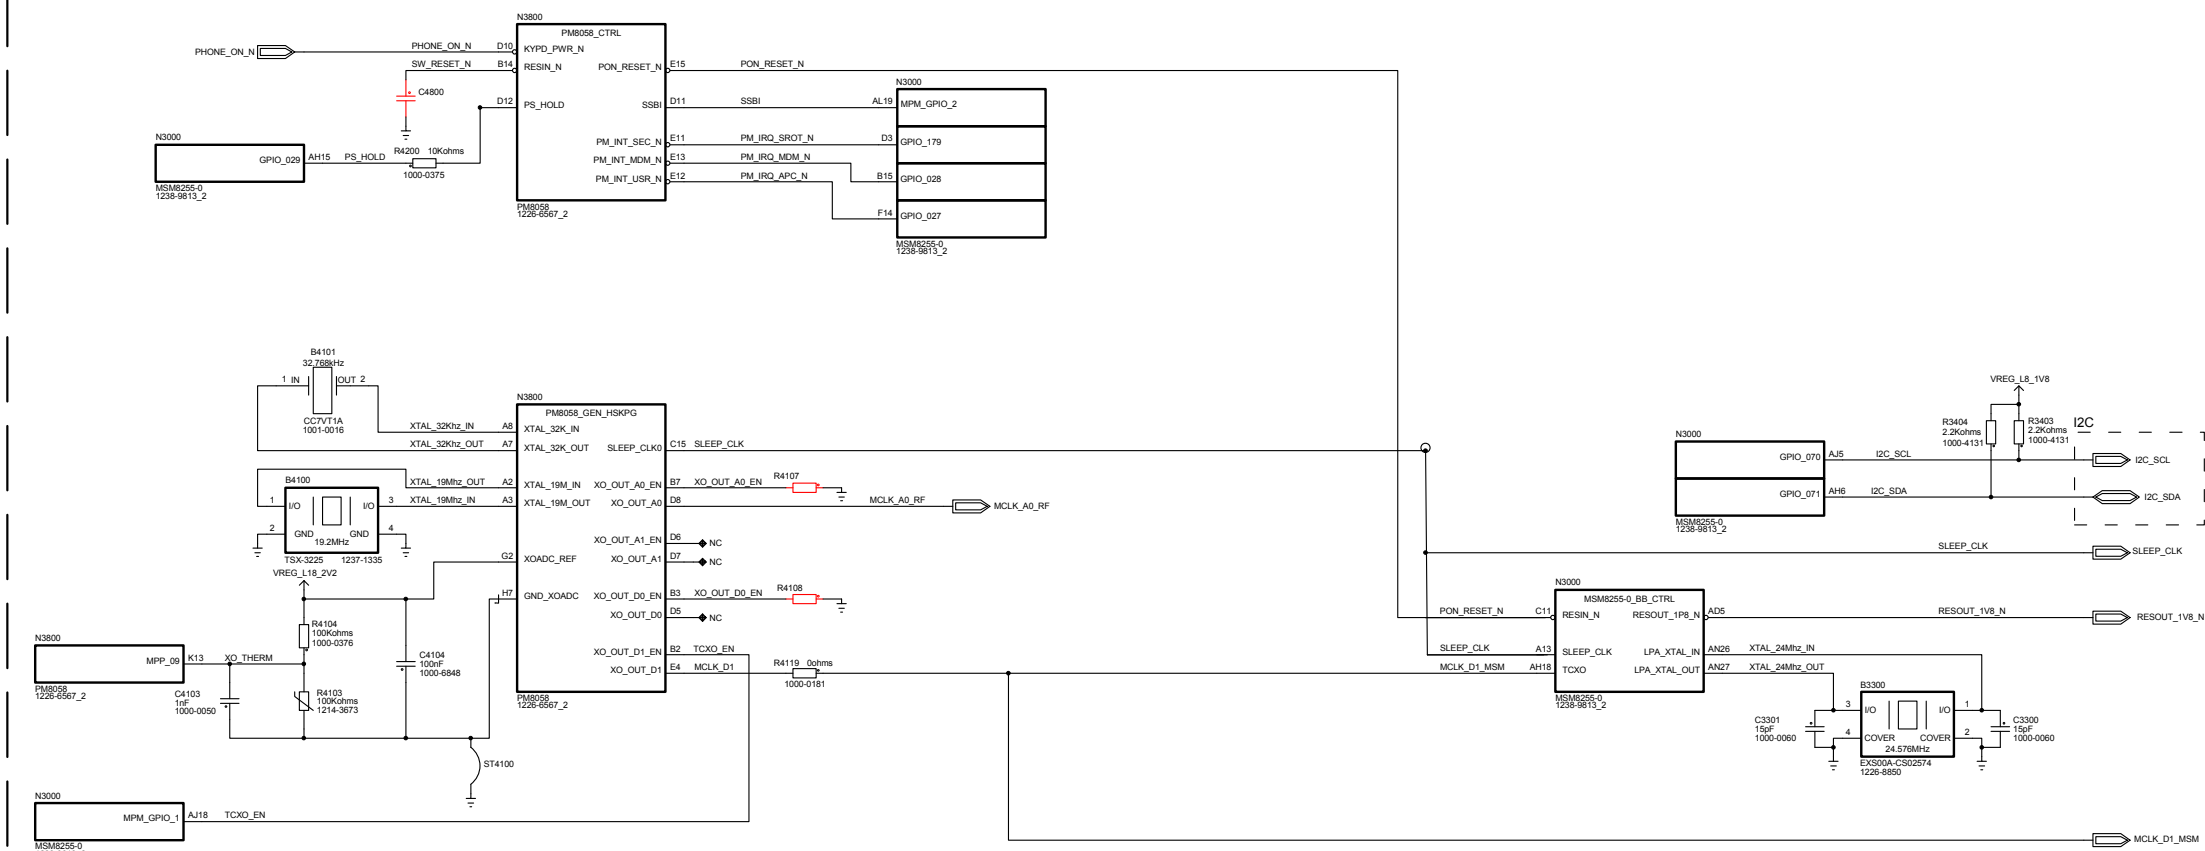 N3800
PM8058_CTRL
PHONE_ON_N
PHONE_ON_N
D10
KYPD_PWR_N
SW_RESET_N
B14
RESIN_N
PON_RESET_N
E15
PON_RESET_N
C4800
D12
PS_HOLD
SSBI
D11
SSBI
PM_INT_SEC_N
E11
PM_IRQ_SROT_N
PM_INT_MDM_N
E13
PM_IRQ_MDM_N
PM_INT_USR_N
E12
PM_IRQ_APC_N
PM8058
1226-6567_2
N3000
AL19
MPM_GPIO_2
D3
GPIO_179
B15
GPIO_028
F14
GPIO_027
MSM8255-0
1238-9813_2
N3000
GPIO_029
AH15
PS_HOLD
R4200
10Kohms
1000-0375
MSM8255-0
1238-9813_2
B4101
32.768kHz
1
IN
OUT
2
CC7VT1A
1001-0016
N3800
PM8058_GEN_HSKPG
XTAL_32Khz_IN
A8
XTAL_32K_IN
XTAL_32Khz_OUT
A7
XTAL_32K_OUT
SLEEP_CLK0
C15
SLEEP_CLK
XTAL_19Mhz_OUT
A2
XTAL_19M_IN
XO_OUT_A0_EN
B7
XO_OUT_A0_EN
R4107
XTAL_19Mhz_IN
A3
XTAL_19M_OUT
XO_OUT_A0
D8
MCLK_A0_RF
MCLK_A0_RF
B4100
1
I/O
I/O
3
2
GND
GND
4
19.2MHz
TSX-3225
1237-1335
XO_OUT_A1_EN
D6
NC
G2
XOADC_REF
XO_OUT_A1
D7
NC
VREG_L18_2V2
H7
GND_XOADC
XO_OUT_D0_EN
B3
XO_OUT_D0_EN
R4108
XO_OUT_D0
D5
NC
XO_OUT_D1_EN
B2
TCXO_EN
XO_OUT_D1
E4
MCLK_D1
R4119
0ohms
1000-0181
PM8058
1226-6567_2
R4104
100Kohms
1000-0376
N3800
MPP_09
K13
XO_THERM
PM8058
1226-6567_2
C4104
100nF
1000-6848
C4103
1nF
1000-0050
R4103
100Kohms
1214-3673
ST4100
N3000
MPM_GPIO_1
AJ18
TCXO_EN
MSM8255-0
VREG_L8_1V8
R3404
2.2Kohms
1000-4131
R3403
2.2Kohms
1000-4131
I2C
N3000
GPIO_070
AJ5
I2C_SCL
I2C_SCL
GPIO_071
AH6
I2C_SDA
I2C_SDA
MSM8255-0
1238-9813_2
SLEEP_CLK
SLEEP_CLK
N3000
MSM8255-0_BB_CTRL
PON_RESET_N
C11
RESIN_N
RESOUT_1P8_N
AD5
RESOUT_1V8_N
RESOUT_1V8_N
SLEEP_CLK
A13
SLEEP_CLK
LPA_XTAL_IN
AN26
XTAL_24Mhz_IN
MCLK_D1_MSM
AH18
TCXO
LPA_XTAL_OUT
AN27
XTAL_24Mhz_OUT
MSM8255-0
1238-9813_2
B3300
3
I/O
I/O
1
4
COVER
COVER
2
24.576MHz
EXS00A-CS02574
1226-8850
C3301
15pF
1000-0060
C3300
15pF
1000-0060
MCLK_D1_MSM